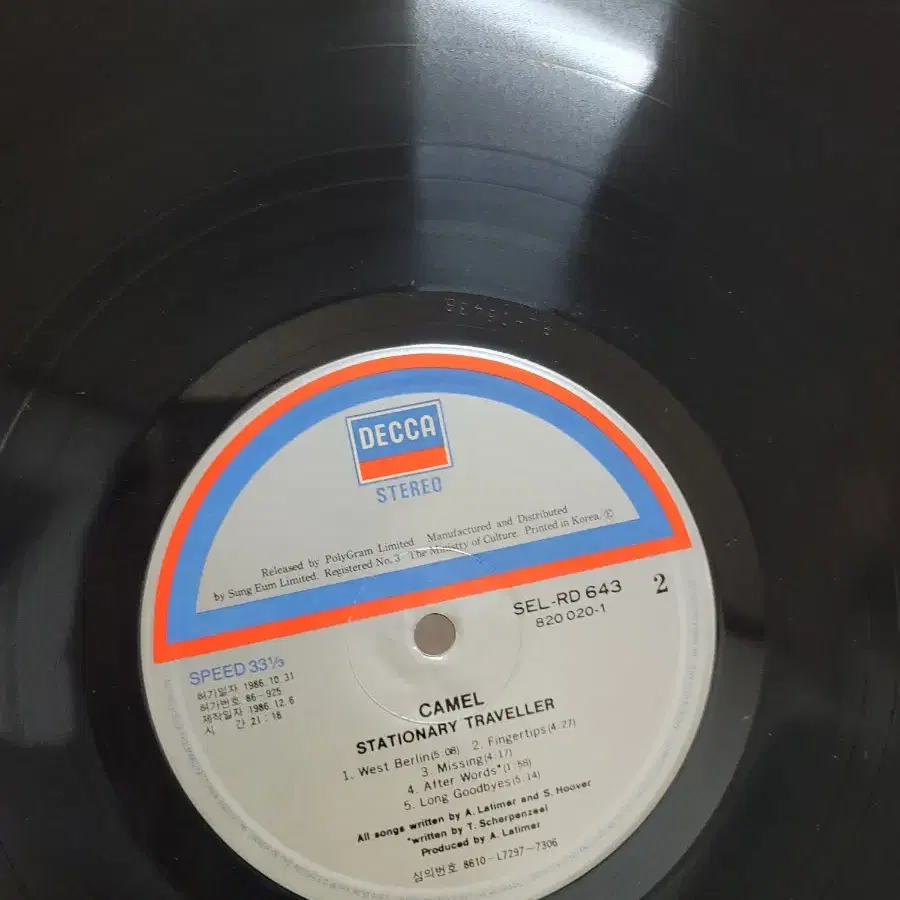 DECCA
STEREO
Released by PolyGram Limited Manufactured and Distributed
by Sung Eum Limited. Registered No.3 The Ministry of Culture. Printed in Korea. Ⓔ
SEL-RD 643 2
820 020-1
SPEED 33⅓
허가일자 1986.10.31
허가번호 86-925
제작일자 1986.12.6
시 간 21:18
CAMEL
STATIONARY TRAVELLER
1. West Berlin(5:08) 2. Fingertips(4:27)
3. Missing(4:17)
4. After Words*(1:58)
5. Long Goodbyes(5:14)
All songs written by A. Latimer and S. Hoover
*written by T. Scherpenzeel
Produced by A. Latimer
심의번호 8610-L7297-7306